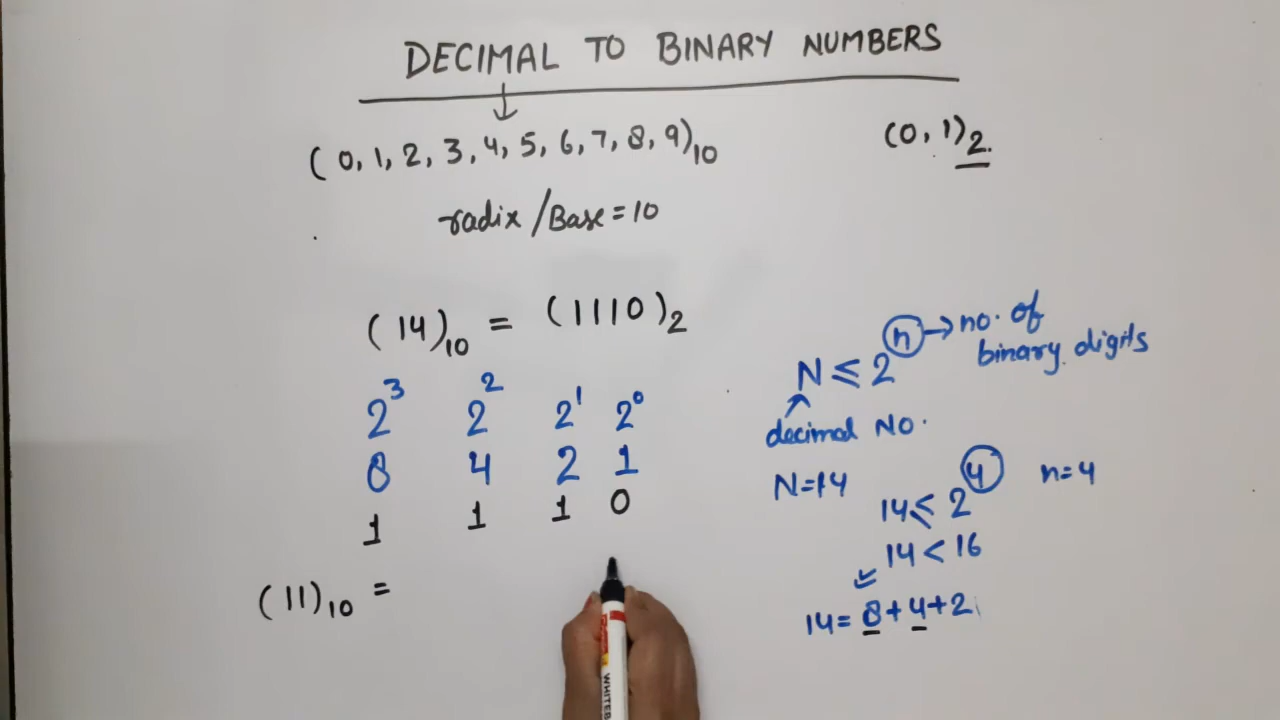 DECIMAL TO BINARY NUMBERS
(0, 1, 2, 3, 4, 5, 6, 7, 8, 9)₁₀
(0, 1)₂.
radix/Base = 10
(14)₁₀ = (1110)₂
2³ 2² 2¹ 2⁰
8 4 2 1
1 1 1 0
(11)₁₀ =
N ≤ 2ⁿ → no. of
binary digits
decimal NO.
N=14
14 ≤ 2⁴ n=4
14 < 16
14 = 8+4+2
WHITEB